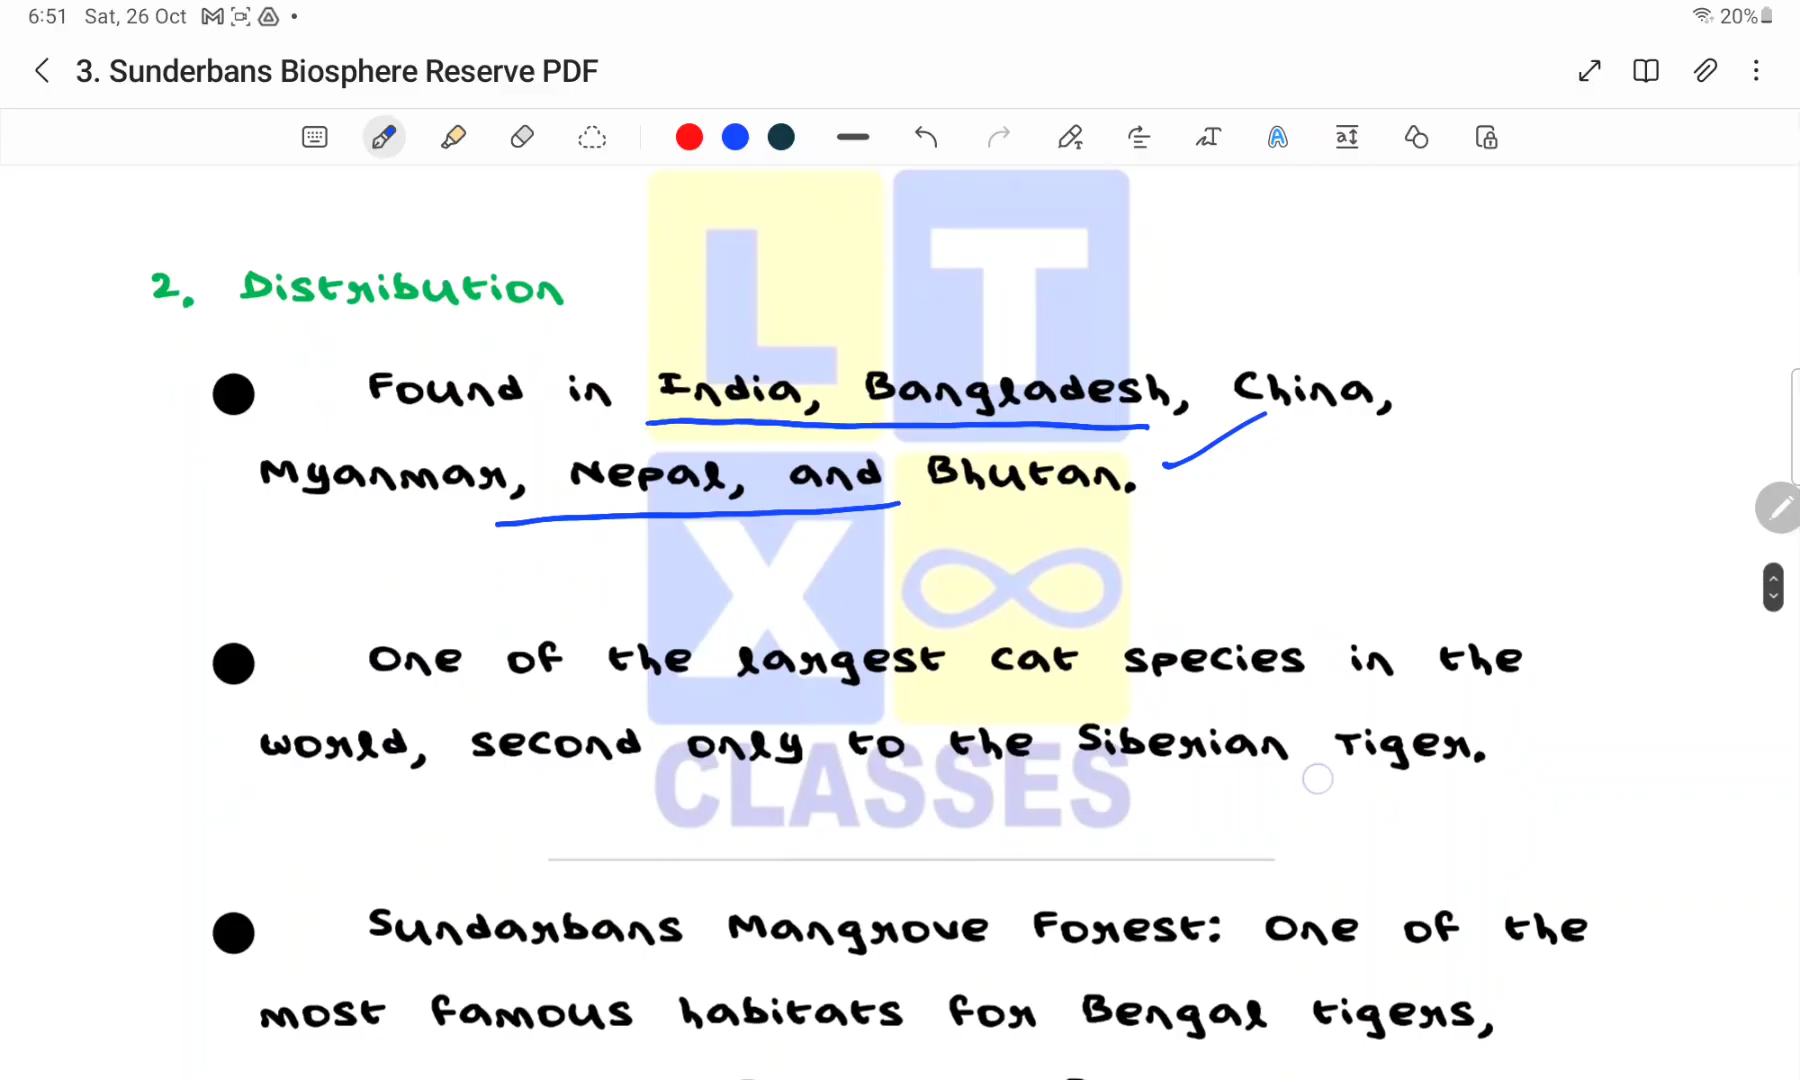 6:51 Sat, 26 Oct 20%
3. Sunderbans Biosphere Reserve PDF
L T
2. Distribution
Found in India, Bangladesh, China,
Myanmar, Nepal, and Bhutan.
X ∞
One of the largest cat species in the
world, second only to the Siberian Tiger.
CLASSES
Sundarbans Mangrove Forest: One of the
most famous habitats for Bengal tigers,